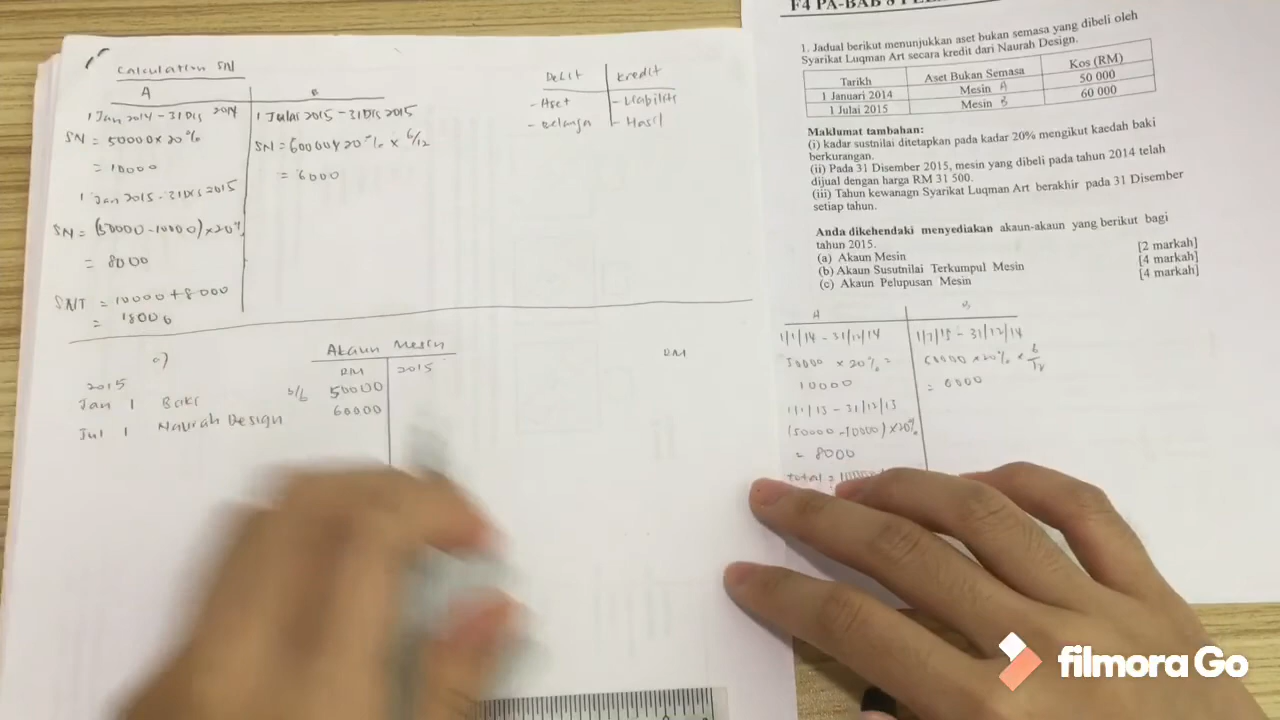 Calculation SN
A
B
1 Jan 2014 - 31 Dis 2014
SN = 50000 x 20%
= 10000
1 Jan 2015 - 31 Dis 2015
SN = (50000 - 10000) x 20%
= 8000
SNT = 10000 + 8000
= 18000
1 Julai 2015 - 31 Dis 2015
SN = 60000 x 20% x 6/12
= 6000
Debit Kredit
- Aset - Liabiliti
- Belanja - Hasil
a)
Akaun Mesin
RM 2015 RM
2015
Jan 1 Baki b/b 50000
Jul 1 Naurah Design 60000
F4 PA-BAB 8
1. Jadual berikut menunjukkan aset bukan semasa yang dibeli oleh
Syarikat Luqman Art secara kredit dari Naurah Design.
Tarikh Aset Bukan Semasa Kos (RM)
1 Januari 2014 Mesin A 50 000
1 Julai 2015 Mesin B 60 000
Maklumat tambahan:
(i) kadar sustnilai ditetapkan pada kadar 20% mengikut kaedah baki
berkurangan.
(ii) Pada 31 Disember 2015, mesin yang dibeli pada tahun 2014 telah
dijual dengan harga RM 31 500.
(iii) Tahun kewanagn Syarikat Luqman Art berakhir pada 31 Disember
setiap tahun.
Anda dikehendaki menyediakan akaun-akaun yang berikut bagi
tahun 2015.
(a) Akaun Mesin [2 markah]
(b) Akaun Susutnilai Terkumpul Mesin [4 markah]
(c) Akaun Pelupusan Mesin [4 markah]
A
B
1/1/14 - 31/12/14
50000 x 20% =
10000
1/1/15 - 31/12/15
(50000 - 10000) x 20%
= 8000
total =
1/7/15 - 31/12/14
60000 x 20% x 6/12
= 6000
filmora Go